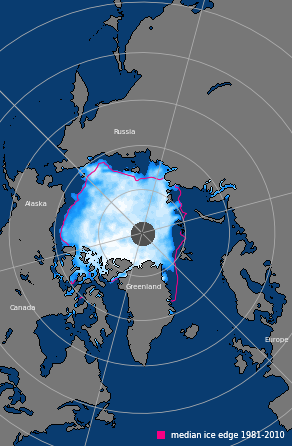 Russia
Alaska
Greenland
Canada
Europe
median ice edge 1981-2010